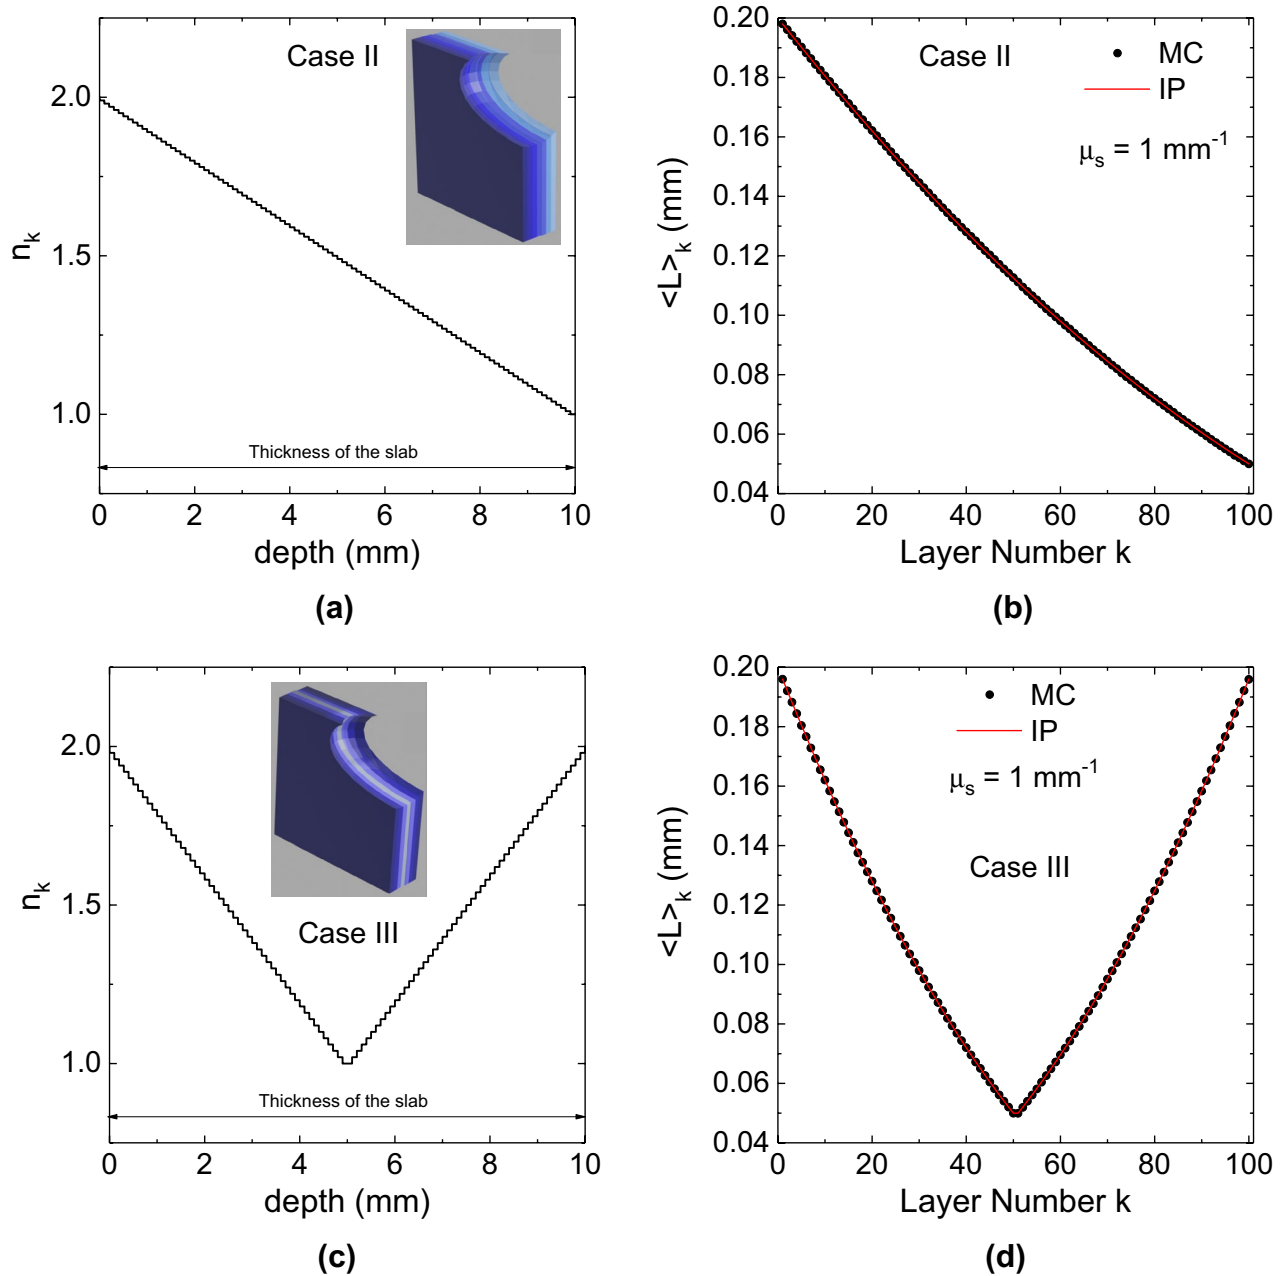 Case II
2.0
1.5
1.0
n_k
Thickness of the slab
0 2 4 6 8 10
depth (mm)
(a)
0.20
0.18
0.16
0.14
0.12
0.10
0.08
0.06
0.04
<L>_k (mm)
Case II
MC
IP
μ_s = 1 mm^-1
0 20 40 60 80 100
Layer Number k
(b)
2.0
1.5
1.0
n_k
Case III
Thickness of the slab
0 2 4 6 8 10
depth (mm)
(c)
0.20
0.18
0.16
0.14
0.12
0.10
0.08
0.06
0.04
<L>_k (mm)
MC
IP
μ_s = 1 mm^-1
Case III
0 20 40 60 80 100
Layer Number k
(d)